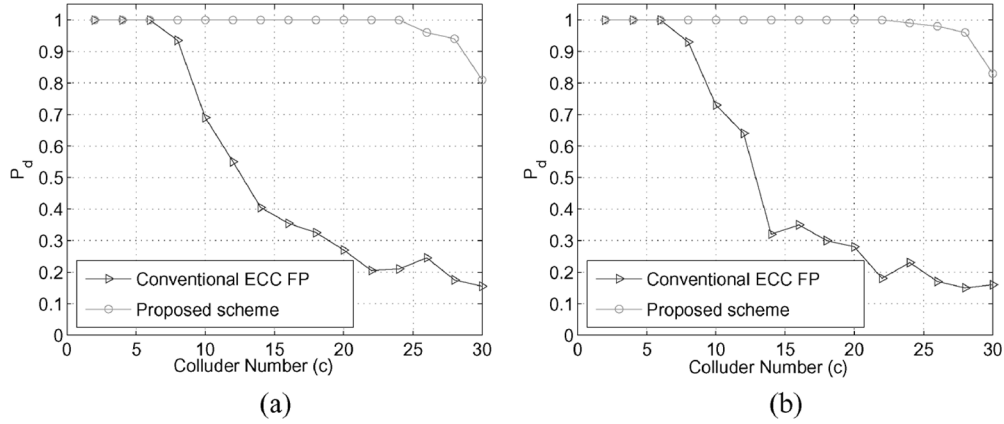 1
0.9
0.8
0.7
0.6
0.5
0.4
0.3
0.2
0.1
0
P_d
Conventional ECC FP
Proposed scheme
0 5 10 15 20 25 30
Colluder Number (c)
(a)
1
0.9
0.8
0.7
0.6
0.5
0.4
0.3
0.2
0.1
0
P_d
Conventional ECC FP
Proposed scheme
0 5 10 15 20 25 30
Colluder Number (c)
(b)